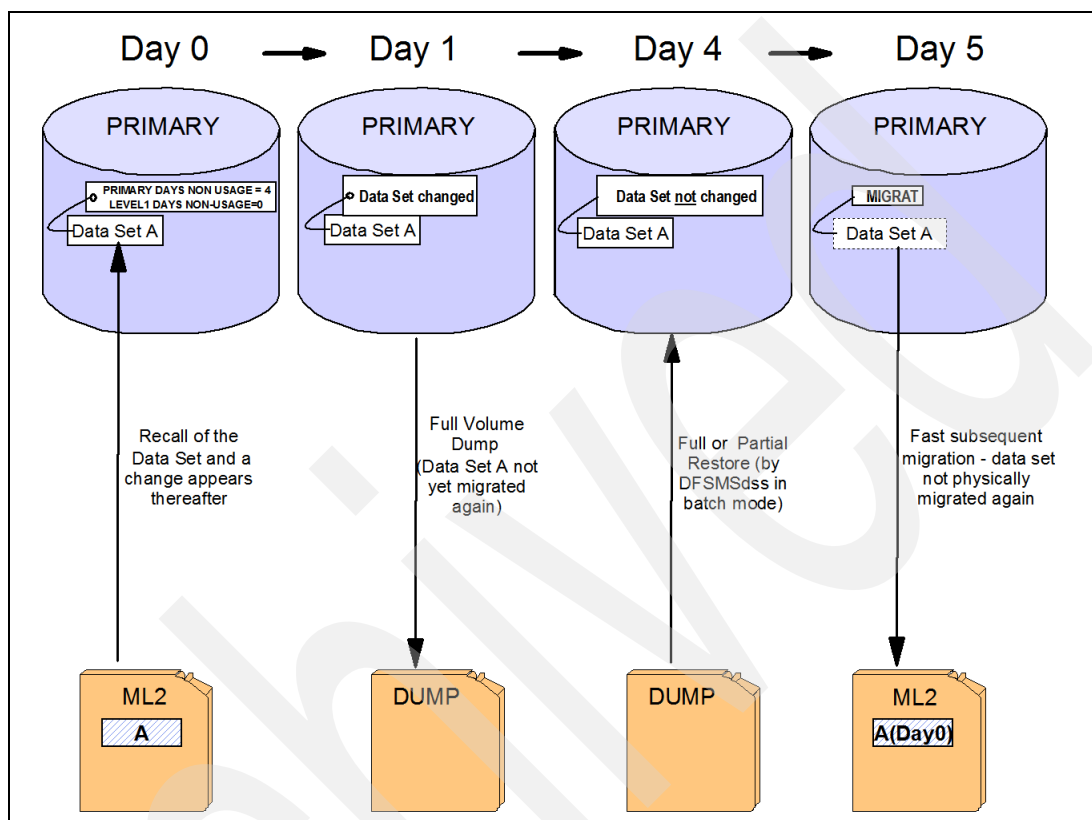 Day 0
Day 1
Day 4
Day 5
PRIMARY
PRIMARY DAYS NON USAGE = 4
LEVEL1 DAYS NON-USAGE=0
Data Set A
PRIMARY
Data Set changed
Data Set A
PRIMARY
Data Set not changed
Data Set A
PRIMARY
MIGRAT
Data Set A
Recall of the
Data Set and a
change appears
thereafter
Full Volume
Dump
(Data Set A not
yet migrated
again)
Full or Partial
Restore (by
DFSMSdss in
batch mode)
Fast subsequent
migration - data set
not physically
migrated again
ML2
A
DUMP
DUMP
ML2
A(Day0)
hived